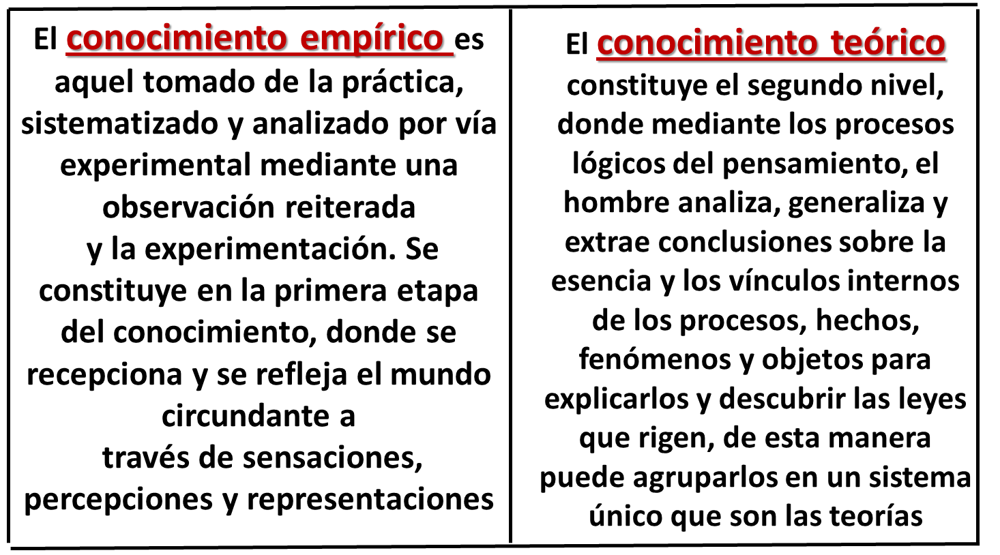 El conocimiento empírico es
aquel tomado de la práctica,
sistematizado y analizado por vía
experimental mediante una
observación reiterada
y la experimentación. Se
constituye en la primera etapa
del conocimiento, donde se
recepciona y se refleja el mundo
circundante a
través de sensaciones,
percepciones y representaciones
El conocimiento teórico
constituye el segundo nivel,
donde mediante los procesos
lógicos del pensamiento, el
hombre analiza, generaliza y
extrae conclusiones sobre la
esencia y los vínculos internos
de los procesos, hechos,
fenómenos y objetos para
explicarlos y descubrir las leyes
que rigen, de esta manera
puede agruparlos en un sistema
único que son las teorías